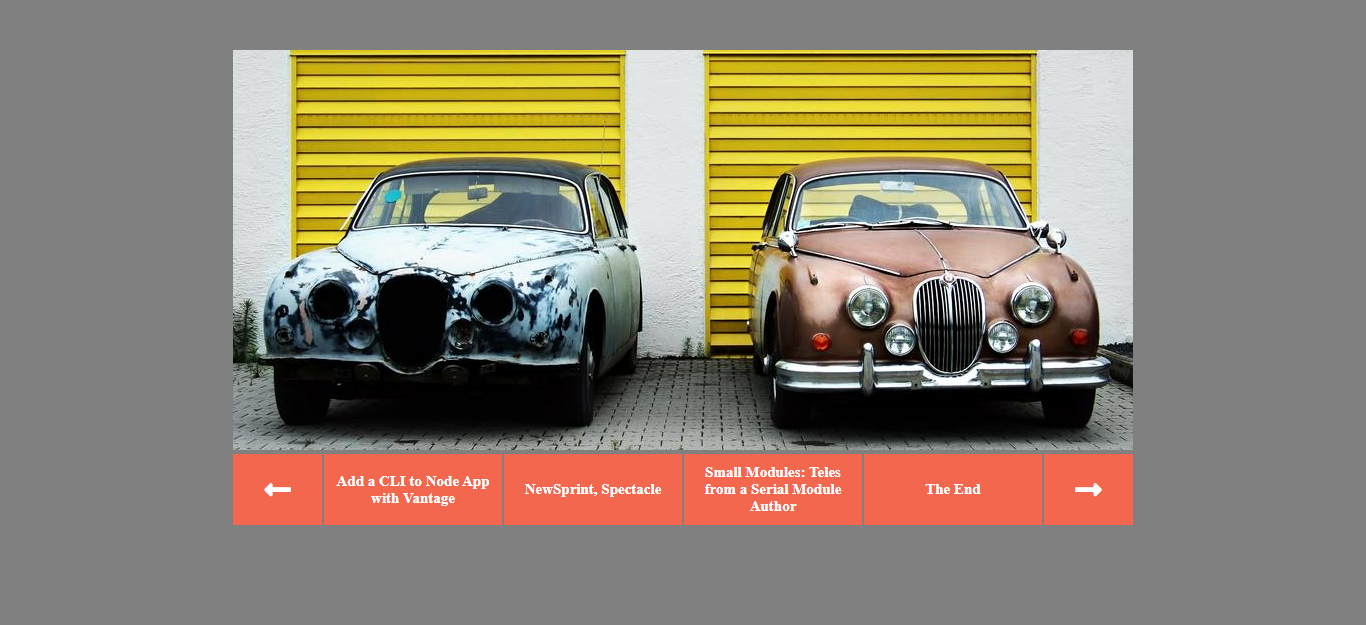 Add a CLI to Node App
with Vantage
NewSprint, Spectacle
Small Modules: Teles
from a Serial Module
Author
The End